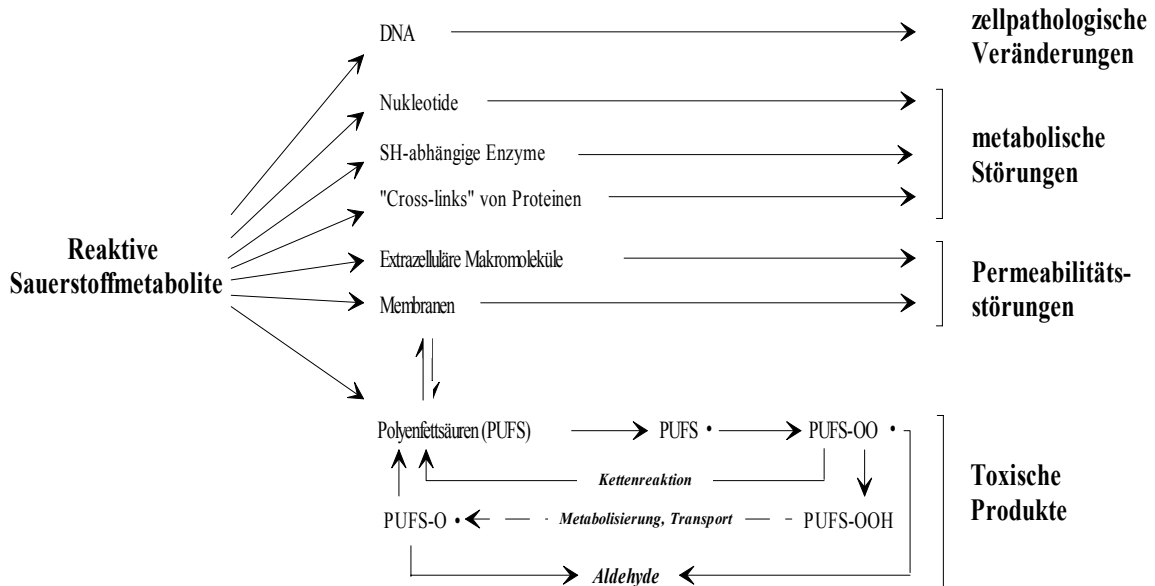 DNA
zellpathologische
Veränderungen
Nukleotide
SH-abhängige Enzyme
"Cross-links" von Proteinen
metabolische
Störungen
Reaktive
Sauerstoffmetabolite
Extrazelluläre Makromoleküle
Membranen
Permeabilitäts-
störungen
Polyenfettsäuren (PUFS)
PUFS •
PUFS-OO •
Kettenreaktion
PUFS-O •
Metabolisierung, Transport
PUFS-OOH
Aldehyde
Toxische
Produkte